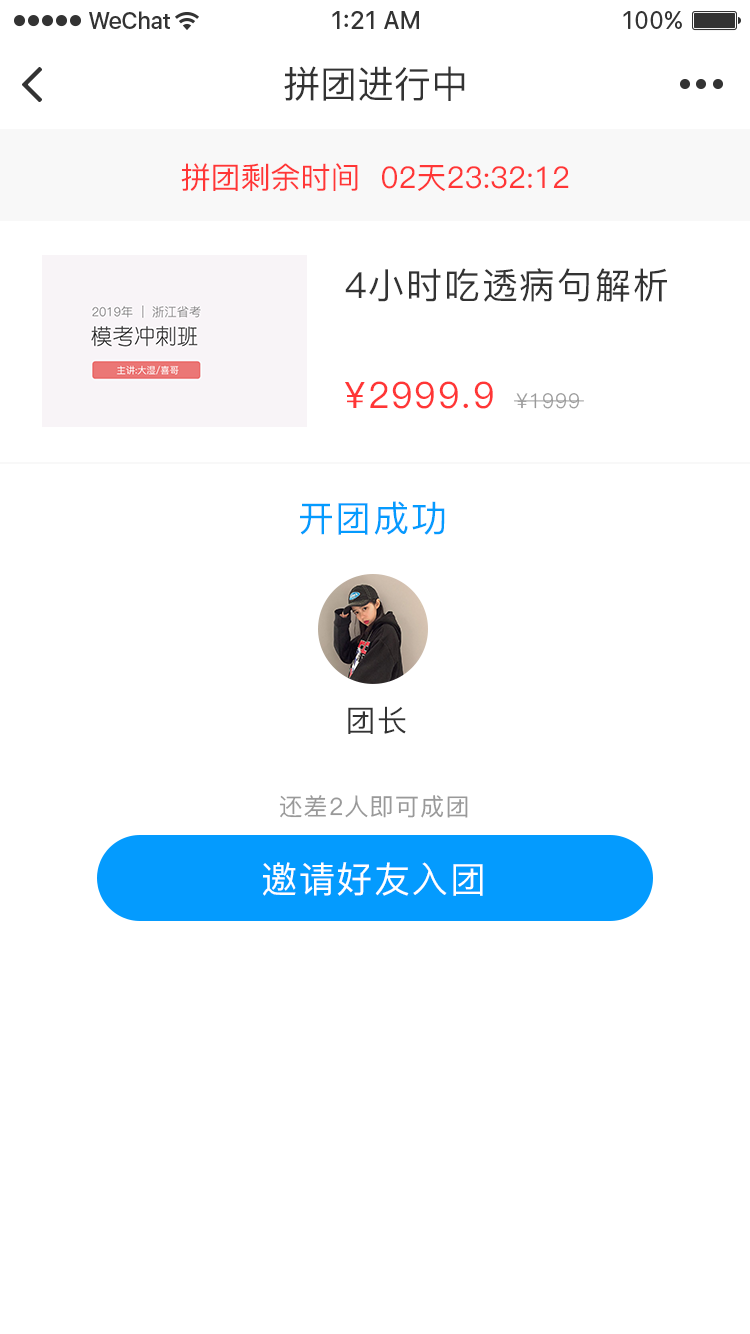 WeChat 1:21 AM 100%
拼团进行中
拼团剩余时间 02天23:32:12
2019年 | 浙江省考
模考冲刺班
主讲:大湿/喜哥
4小时吃透病句解析
¥2999.9 ¥1999
开团成功
团长
还差2人即可成团
邀请好友入团